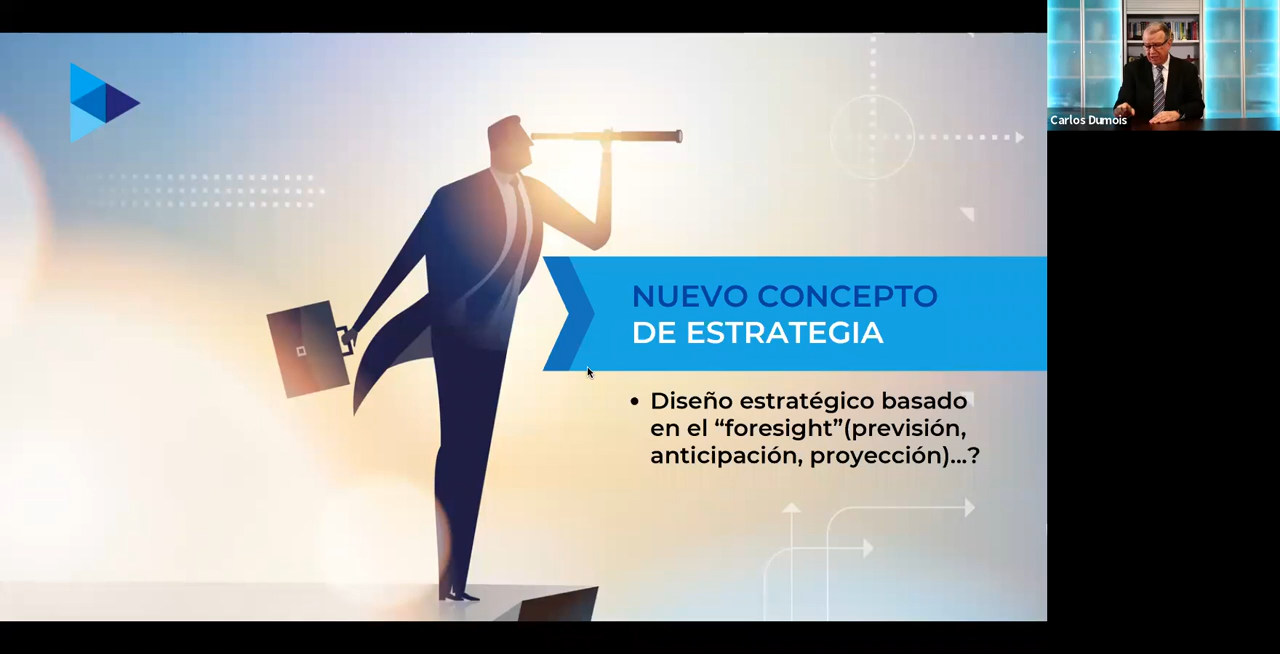 Carlos Dumois
NUEVO CONCEPTO
DE ESTRATEGIA
• Diseño estratégico basado
en el “foresight”(previsión,
anticipación, proyección)...?